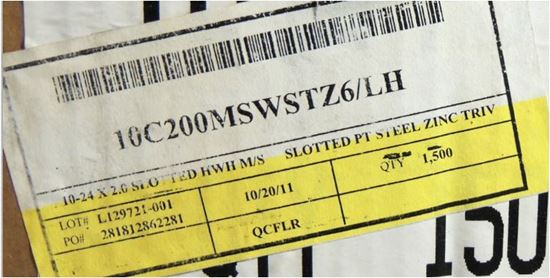 10C200MSWSTZ6/LH
10-24 X 2.0 SLOTTED HWH M/S SLOTTED PT STEEL ZINC TRIV
LOT# L129721-001 10/20/11 QTY 1,500
PO# 281812862281 QCFLR